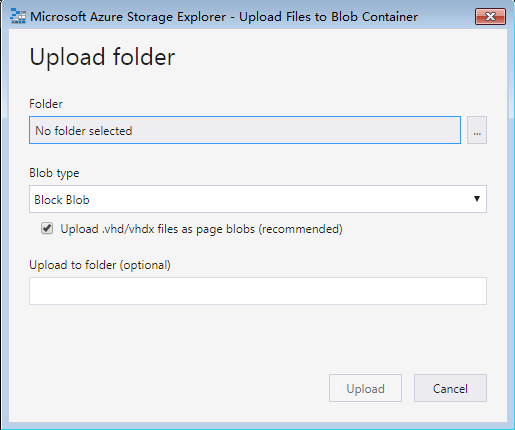 Microsoft Azure Storage Explorer - Upload Files to Blob Container
Upload folder
Folder
No folder selected
...
Blob type
Block Blob
Upload .vhd/vhdx files as page blobs (recommended)
Upload to folder (optional)
Upload
Cancel